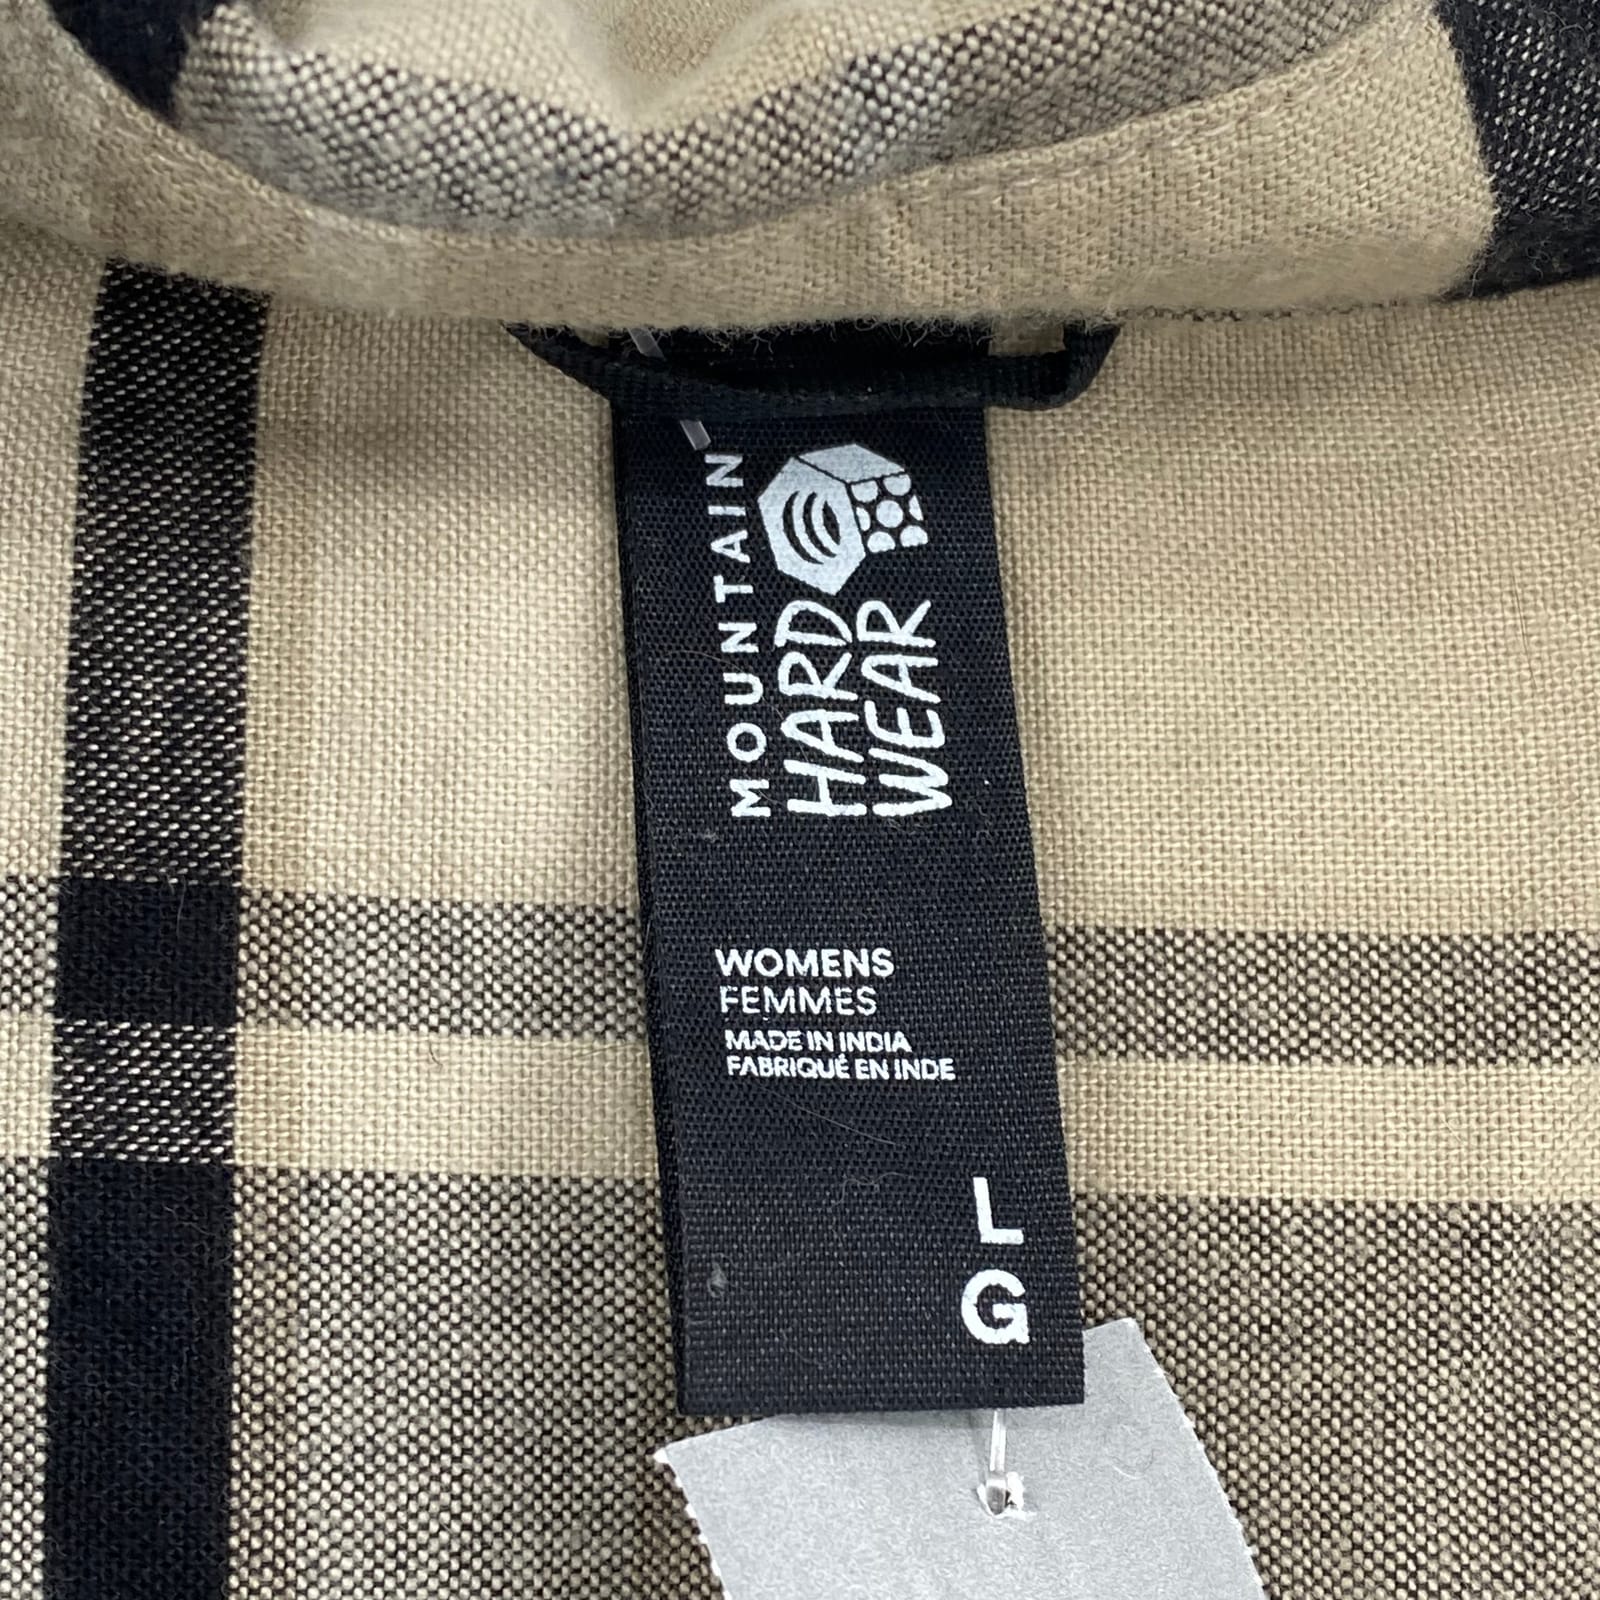 MOUNTAIN
HARD
WEAR
WOMENS
FEMMES
MADE IN INDIA
FABRIQUÉ EN INDE
L
G